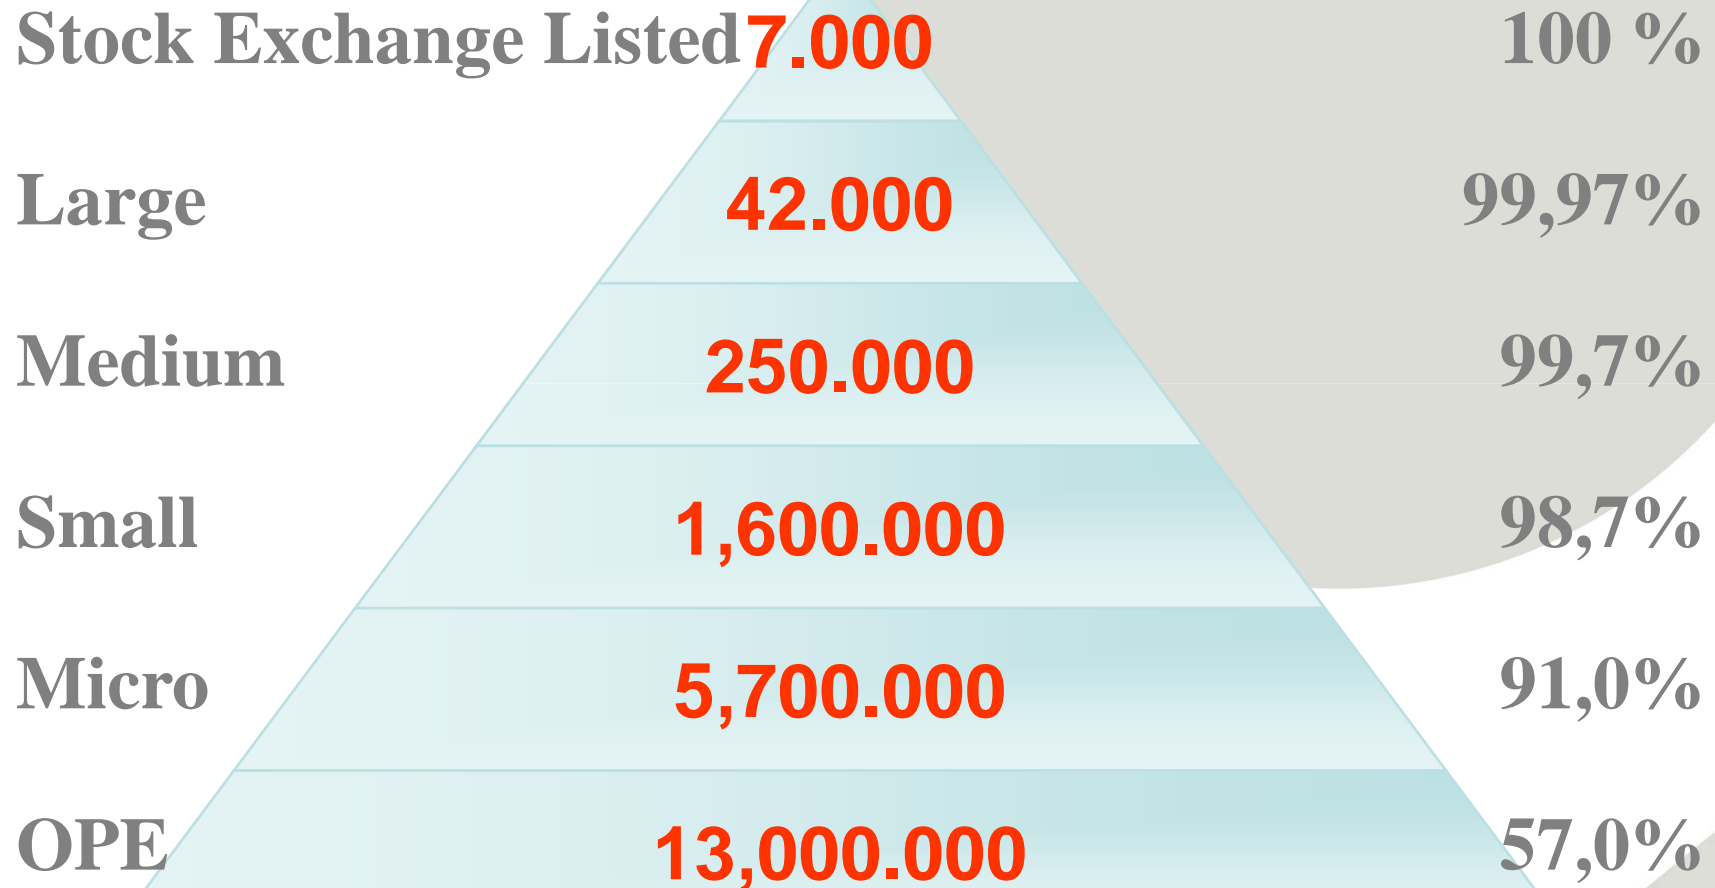 Stock Exchange Listed 7.000 100 %
Large 42.000 99,97%
Medium 250.000 99,7%
Small 1,600.000 98,7%
Micro 5,700.000 91,0%
OPE 13,000.000 57,0%